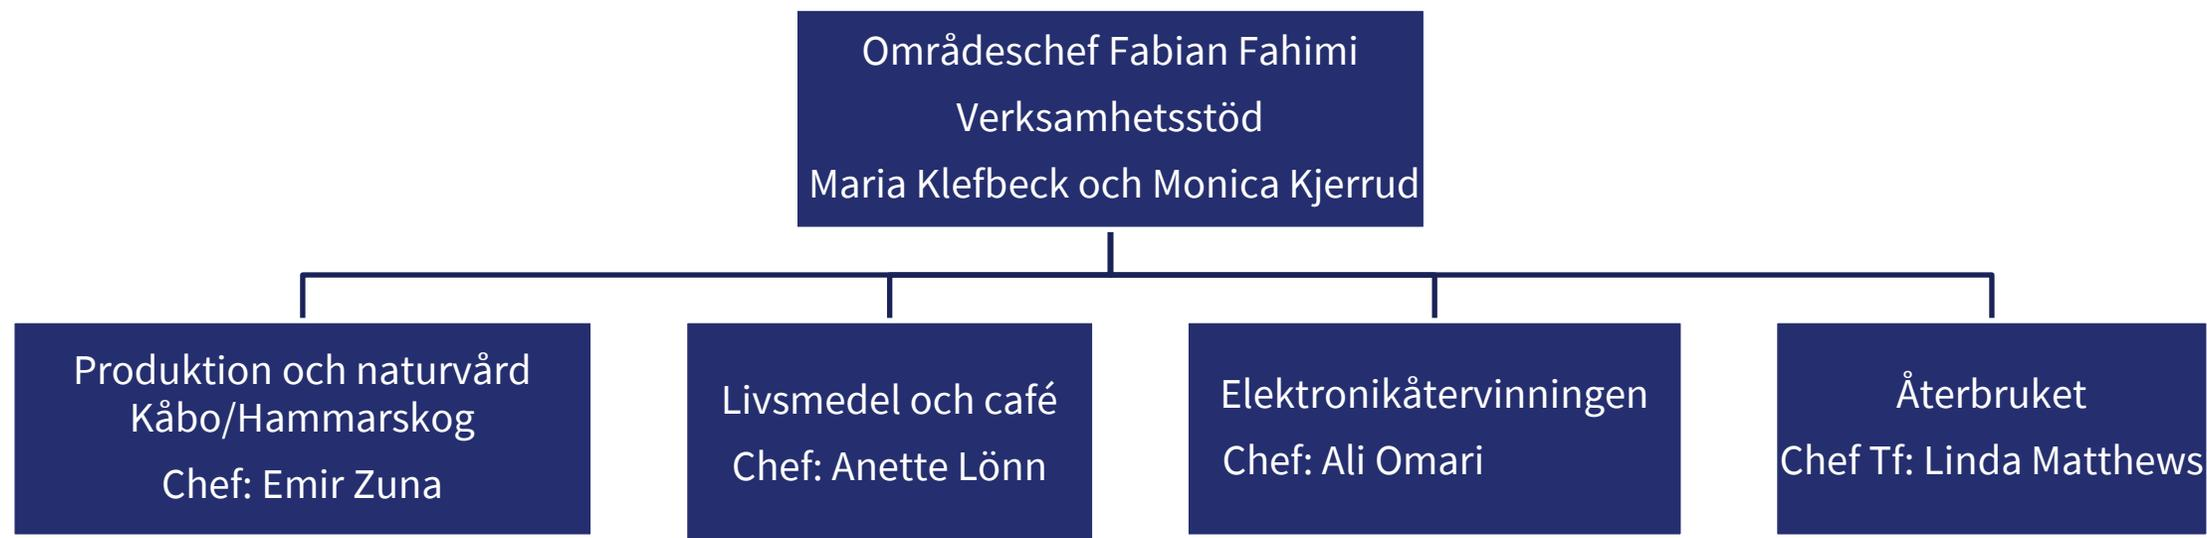 Områdeschef Fabian Fahimi
Verksamhetsstöd
Maria Klefbeck och Monica Kjerrud
Produktion och naturvård
Kåbo/Hammarskog
Chef: Emir Zuna
Livsmedel och café
Chef: Anette Lönn
Elektronikåtervinningen
Chef: Ali Omari
Återbruket
Chef Tf: Linda Matthews